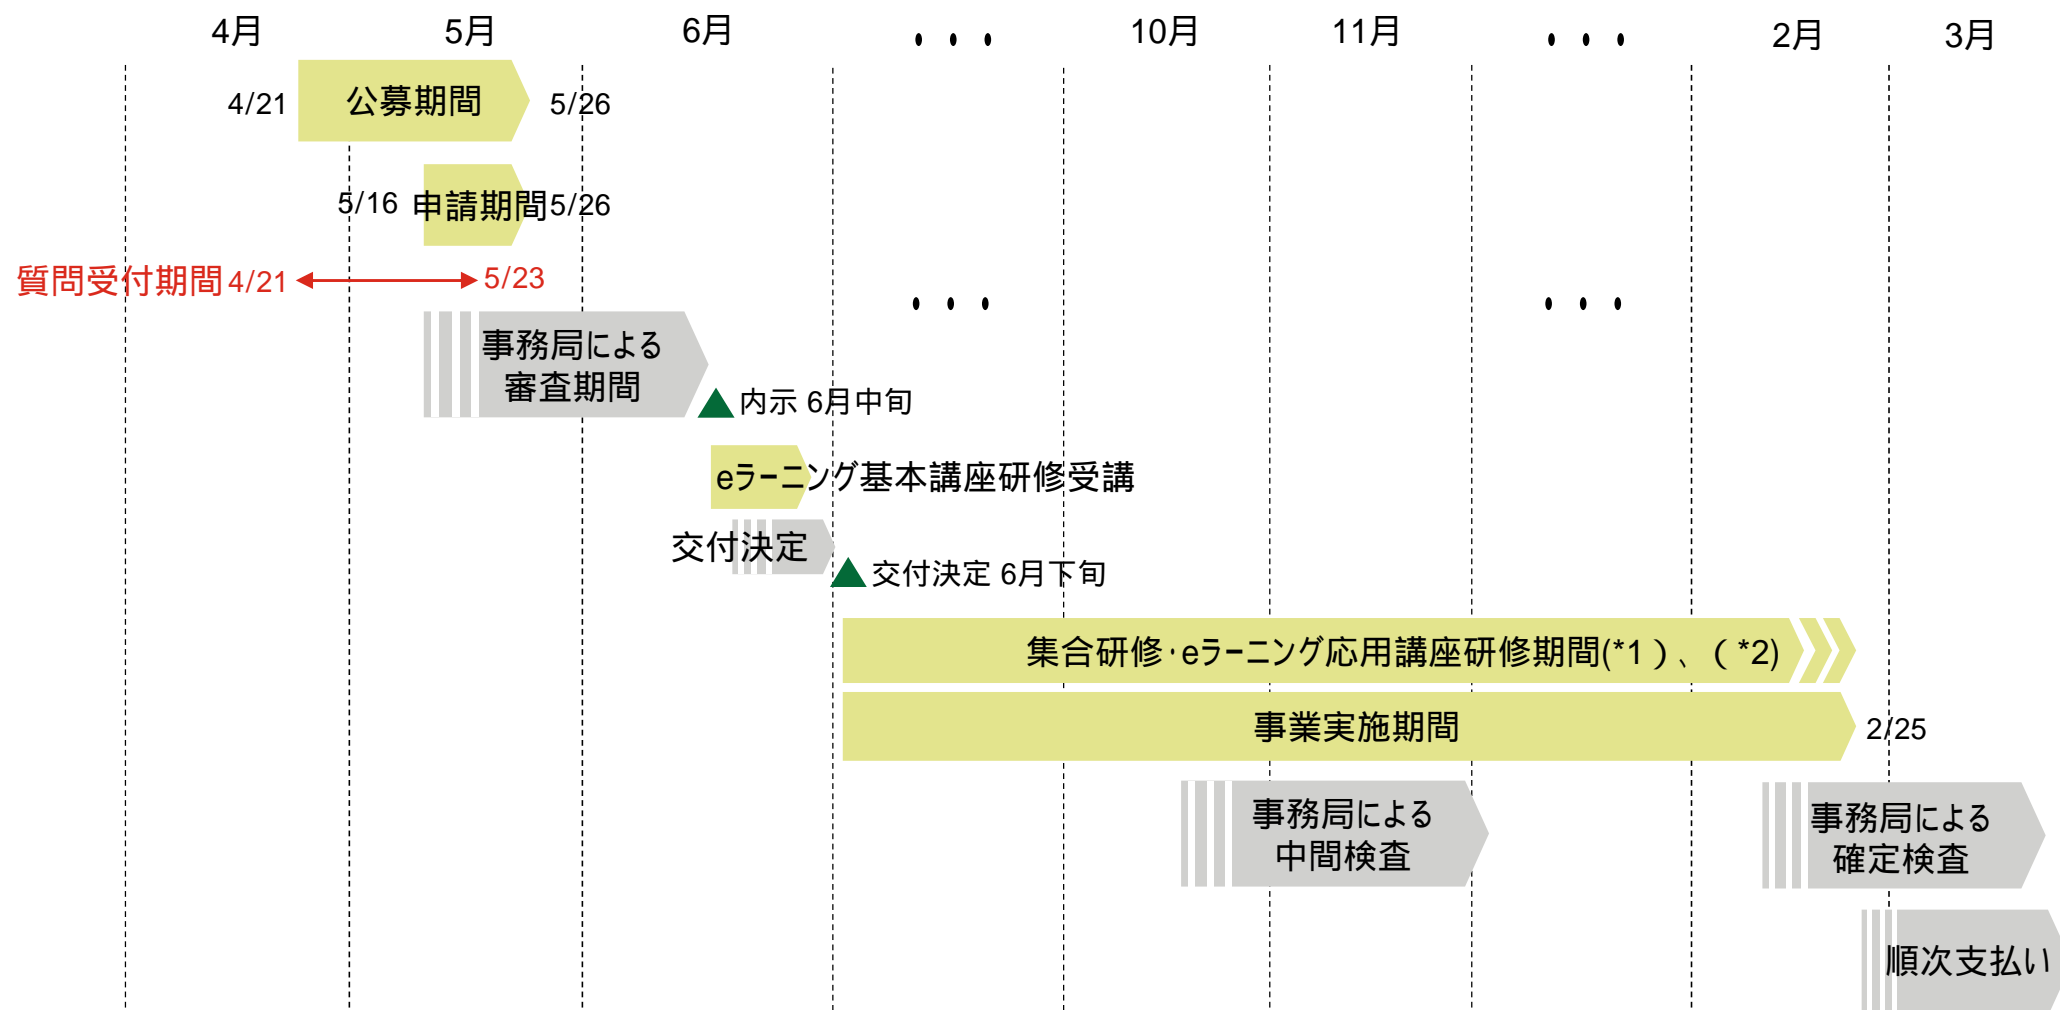 4月 5月 6月 ・・・ 10月 11月 ・・・ 2月 3月
4/21 公募期間 5/26
5/16 申請期間 5/26
質問受付期間 4/21 5/23
・・・ ・・・
事務局による
審査期間
内示 6月中旬
eラーニング基本講座研修受講
交付決定
交付決定 6月下旬
集合研修・eラーニング応用講座研修期間(*1）、（*2)
事業実施期間 2/25
事務局による
中間検査
事務局による
確定検査
順次支払い